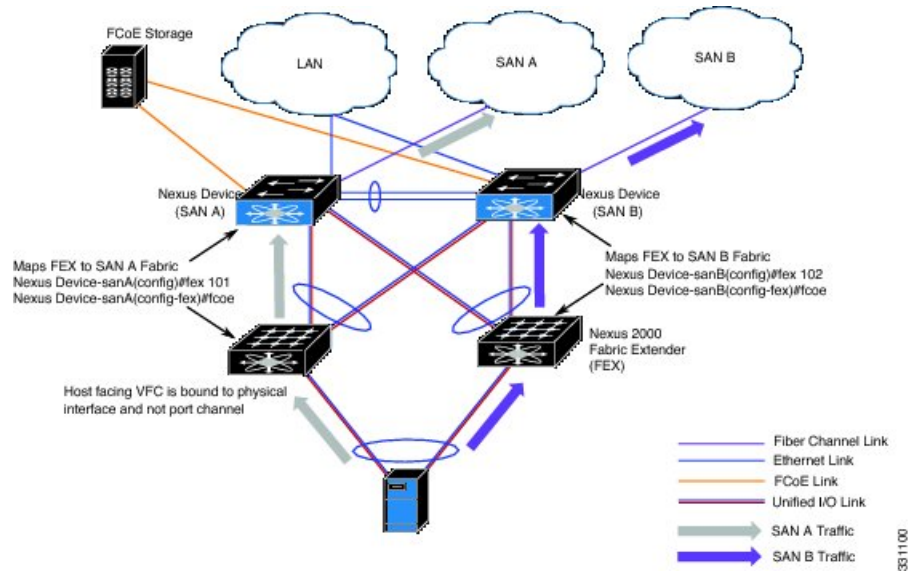 FCoE Storage
LAN
SAN A
SAN B
Nexus Device
(SAN A)
Nexus Device
(SAN B)
Maps FEX to SAN A Fabric
Nexus Device-sanA(config)#fex 101
Nexus Device-sanA(config-fex)#fcoe
Maps FEX to SAN B Fabric
Nexus Device-sanB(config)#fex 102
Nexus Device-sanB(config-fex)#fcoe
Nexus 2000
Fabric Extender
(FEX)
Host facing VFC is bound to physical
interface and not port channel
Fiber Channel Link
Ethernet Link
FCoE Link
Unified I/O Link
SAN A Traffic
SAN B Traffic
331100